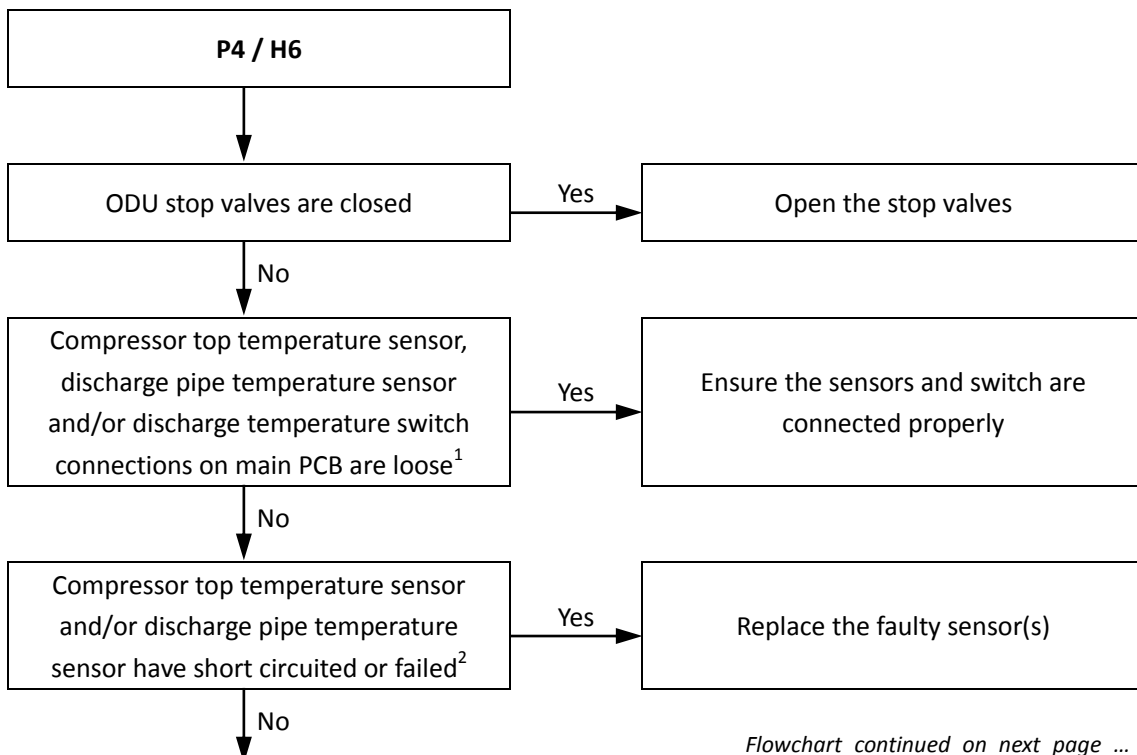 P4 / H6
ODU stop valves are closed
Yes
Open the stop valves
No
Compressor top temperature sensor,
discharge pipe temperature sensor
and/or discharge temperature switch
connections on main PCB are loose1
Yes
Ensure the sensors and switch are
connected properly
No
Compressor top temperature sensor
and/or discharge pipe temperature
sensor have short circuited or failed2
Yes
Replace the faulty sensor(s)
No
Flowchart continued on next page …